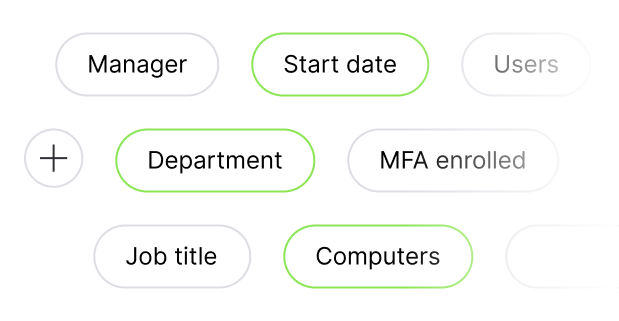 Manager Start date Users
Department MFA enrolled
Job title Computers